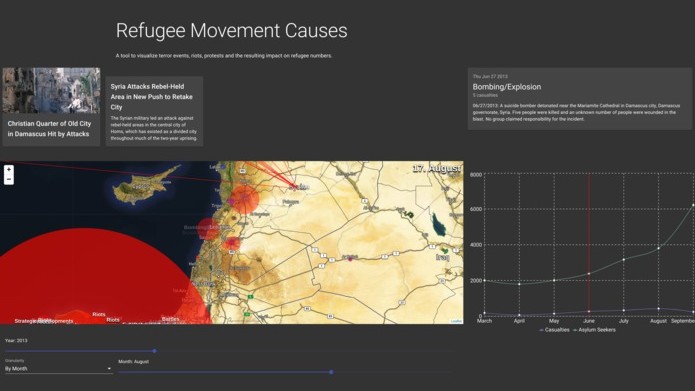 Refugee Movement Causes
A tool to visualize terror events, riots, protests and the resulting impact on refugee numbers.
Christian Quarter of Old City
in Damascus Hit by Attacks
Syria Attacks Rebel-Held
Area in New Push to Retake
City
The Syrian military led an attack against
rebel-held areas in the central city of
Homs, which has existed as a divided city
throughout much of the two-year uprising.
Thu Jun 27 2013
Bombing/Explosion
5 casualties
06/27/2013: A suicide bomber detonated near the Mariamite Cathedral in Damascus city, Damascus
governorate, Syria. Five people were killed and an unknown number of people were wounded in the
blast. No group claimed responsibility for the incident.
+
−
17. August
Iraq
Riots
Riots
Battles
Leaflet
Year: 2013
Granularity
By Month
Month: August
8000
6000
4000
2000
0
March April May June July August Septembe
Casualties Asylum Seekers